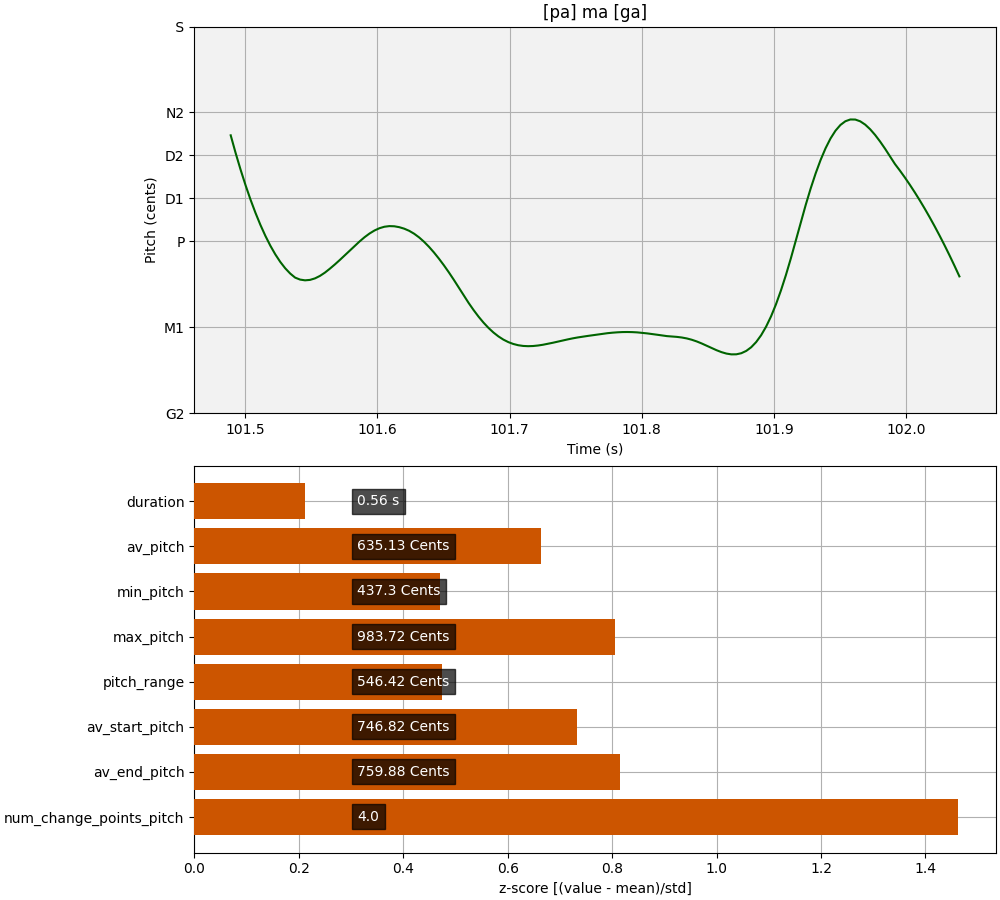 [pa] ma [ga]
S
N2
D2
D1
P
M1
G2
Pitch (cents)
101.5 101.6 101.7 101.8 101.9 102.0
Time (s)
duration 0.56 s
av_pitch 635.13 Cents
min_pitch 437.3 Cents
max_pitch 983.72 Cents
pitch_range 546.42 Cents
av_start_pitch 746.82 Cents
av_end_pitch 759.88 Cents
num_change_points_pitch 4.0
0.0 0.2 0.4 0.6 0.8 1.0 1.2 1.4
z-score [(value - mean)/std]